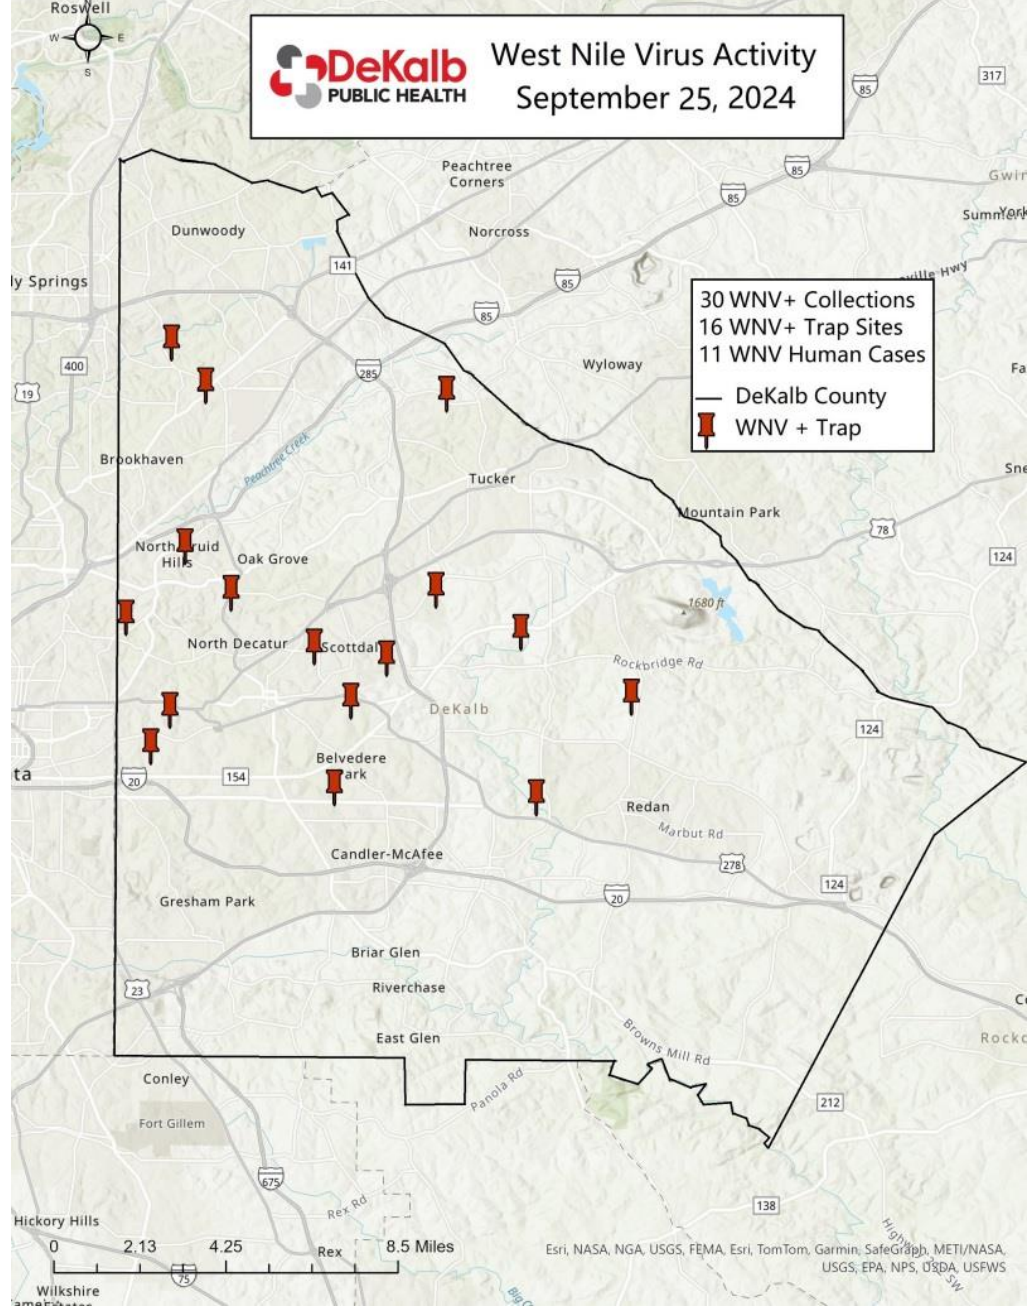 Roswell
W
E
S
DeKalb
PUBLIC HEALTH
West Nile Virus Activity
September 25, 2024
85
317
Peachtree
Corners
85
85
Dunwoody
Norcross
141
85
85
30 WNV+ Collections
16 WNV+ Trap Sites
11 WNV Human Cases
DeKalb County
WNV + Trap
400
19
285
Wyloway
Brookhaven
Peachtree Creek
Tucker
Mountain Park
78
124
Oak Grove
1680 ft
North Decatur
Rockbridge Rd
DeKalb
124
Belvedere
20
154
Redan
Marbut Rd
Candler-McAfee
278
124
20
Gresham Park
Briar Glen
23
Riverchase
East Glen
Browns Mill Rd
Conley
Panola Rd
212
Fort Gillem
675
Rex Rd
138
Hickory Hills
0 2.13 4.25 8.5 Miles
Rex
75
Esri, NASA, NGA, USGS, FEMA, Esri, TomTom, Garmin, SafeGraph, METI/NASA,
USGS, EPA, NPS, USDA, USFWS
Wilkshire